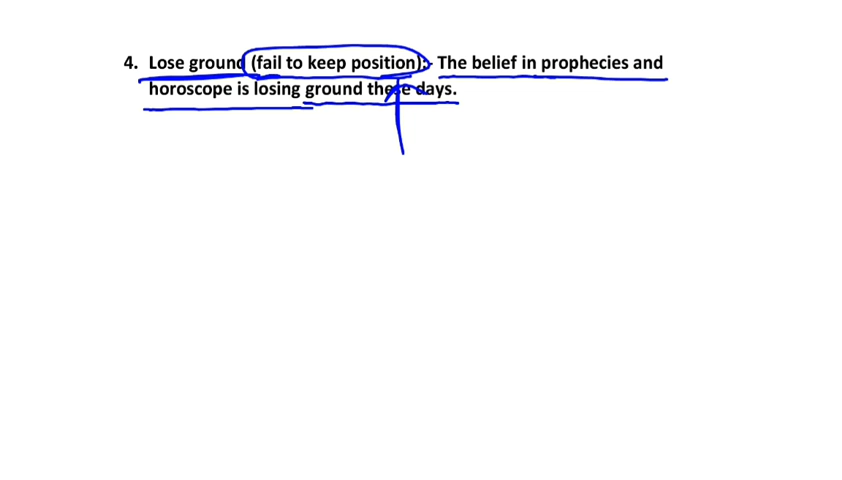 4. Lose ground (fail to keep position):- The belief in prophecies and
horoscope is losing ground these days.